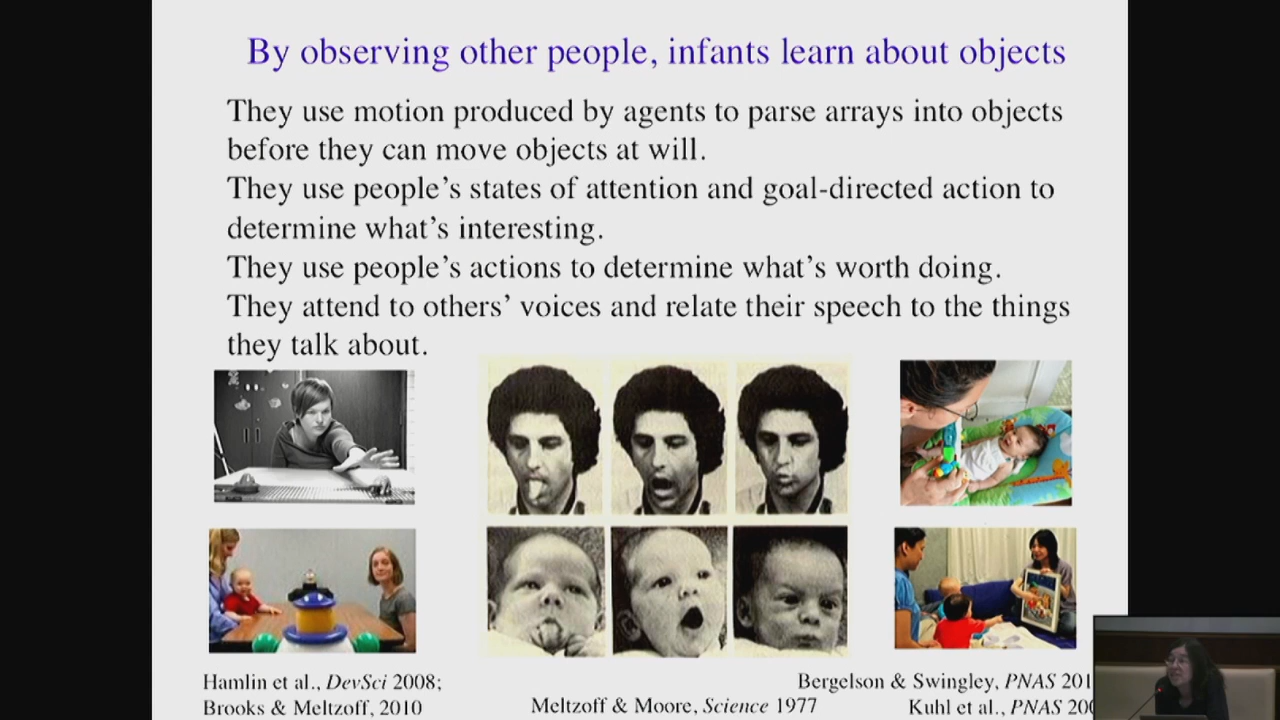 By observing other people, infants learn about objects
They use motion produced by agents to parse arrays into objects
before they can move objects at will.
They use people's states of attention and goal-directed action to
determine what's interesting.
They use people's actions to determine what's worth doing.
They attend to others' voices and relate their speech to the things
they talk about.
Hamlin et al., DevSci 2008;
Brooks & Meltzoff, 2010
Meltzoff & Moore, Science 1977
Bergelson & Swingley, PNAS 201
Kuhl et al., PNAS 200